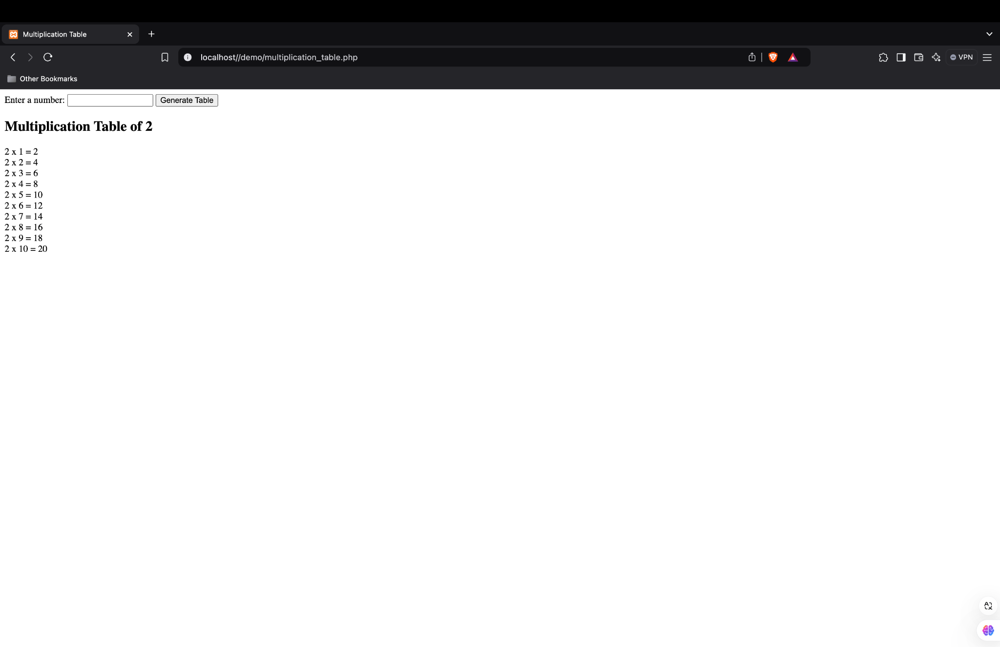 Multiplication Table
localhost//demo/multiplication_table.php
VPN
Other Bookmarks
Enter a number: Generate Table
Multiplication Table of 2
2 x 1 = 2
2 x 2 = 4
2 x 3 = 6
2 x 4 = 8
2 x 5 = 10
2 x 6 = 12
2 x 7 = 14
2 x 8 = 16
2 x 9 = 18
2 x 10 = 20